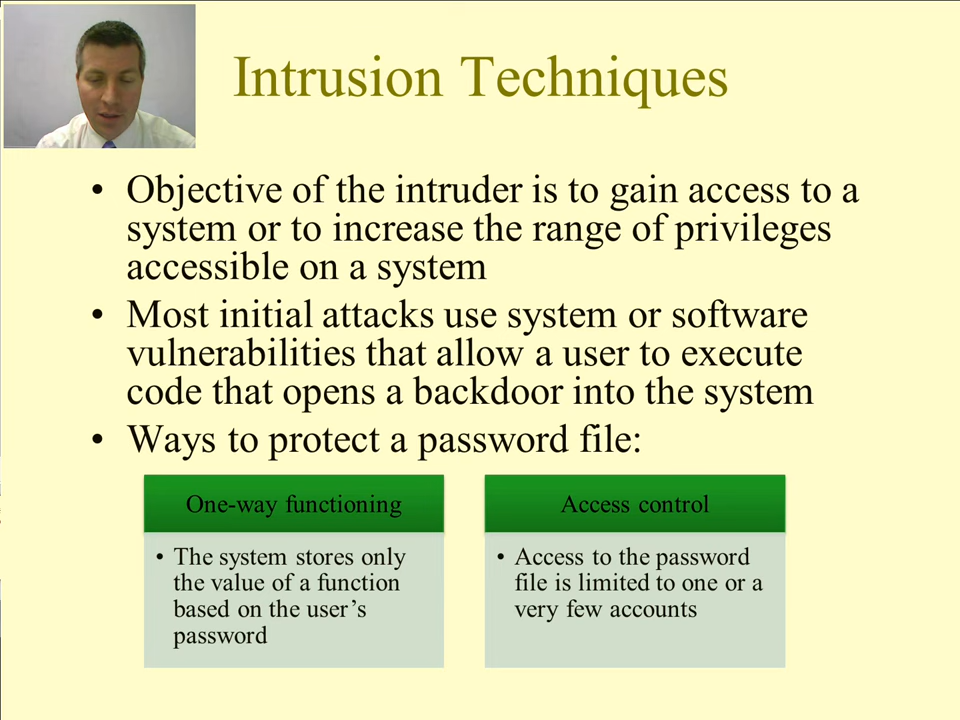 Intrusion Techniques
• Objective of the intruder is to gain access to a
system or to increase the range of privileges
accessible on a system
• Most initial attacks use system or software
vulnerabilities that allow a user to execute
code that opens a backdoor into the system
• Ways to protect a password file:
One-way functioning
• The system stores only
the value of a function
based on the user’s
password
Access control
• Access to the password
file is limited to one or a
very few accounts